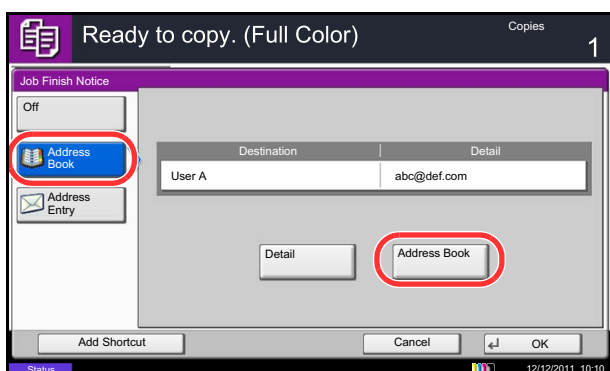 Ready to copy. (Full Color)
Copies
1
Job Finish Notice
Off
Address
Book
Destination
Detail
User A
abc@def.com
Address
Entry
Detail
Address Book
Add Shortcut
Cancel
OK
Status
12/12/2011 10:10